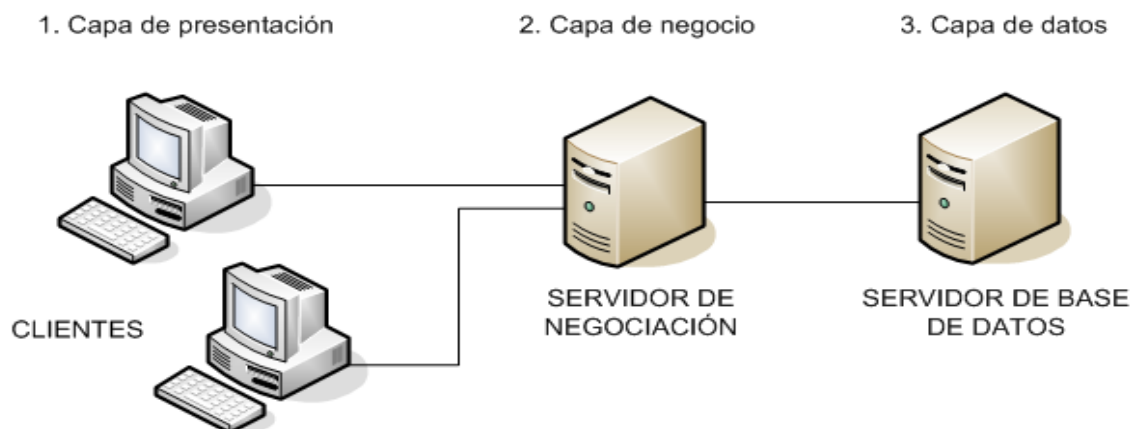 1. Capa de presentación
2. Capa de negocio
3. Capa de datos
CLIENTES
SERVIDOR DE
NEGOCIACIÓN
SERVIDOR DE BASE
DE DATOS